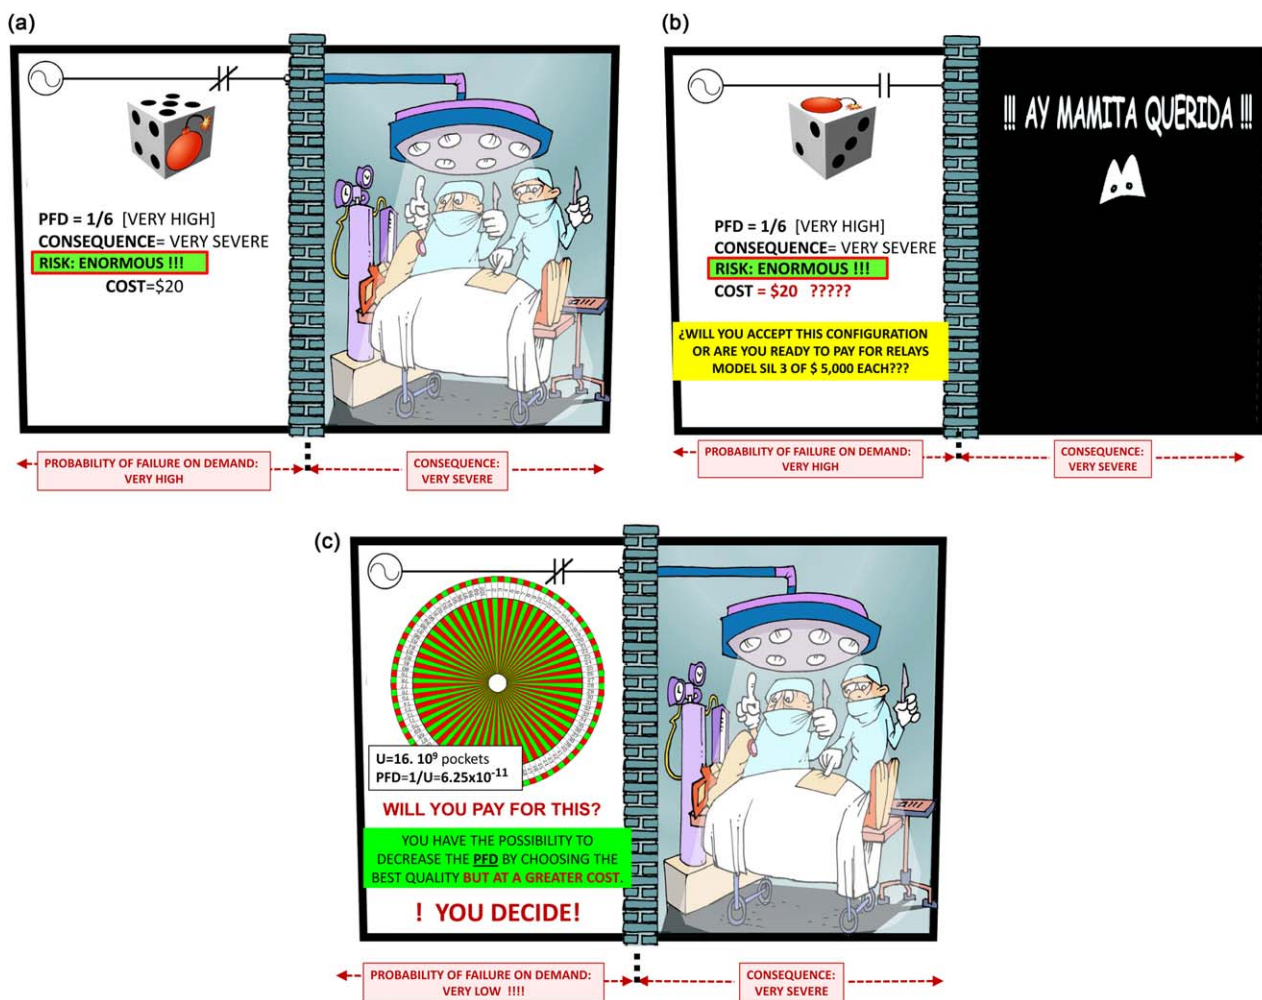 (a)
PFD = 1/6 [VERY HIGH]
CONSEQUENCE= VERY SEVERE
RISK: ENORMOUS !!!
COST=$20
PROBABILITY OF FAILURE ON DEMAND:
VERY HIGH
CONSEQUENCE:
VERY SEVERE
(b)
!!! AY MAMITA QUERIDA !!!
PFD = 1/6 [VERY HIGH]
CONSEQUENCE= VERY SEVERE
RISK: ENORMOUS !!!
COST = $20 ?????
¿WILL YOU ACCEPT THIS CONFIGURATION
OR ARE YOU READY TO PAY FOR RELAYS
MODEL SIL 3 OF $ 5,000 EACH???
PROBABILITY OF FAILURE ON DEMAND:
VERY HIGH
CONSEQUENCE:
VERY SEVERE
(c)
U=16. 10⁹ pockets
PFD=1/U=6.25x10⁻¹¹
WILL YOU PAY FOR THIS?
YOU HAVE THE POSSIBILITY TO
DECREASE THE PFD BY CHOOSING THE
BEST QUALITY BUT AT A GREATER COST.
! YOU DECIDE!
PROBABILITY OF FAILURE ON DEMAND:
VERY LOW !!!!
CONSEQUENCE:
VERY SEVERE